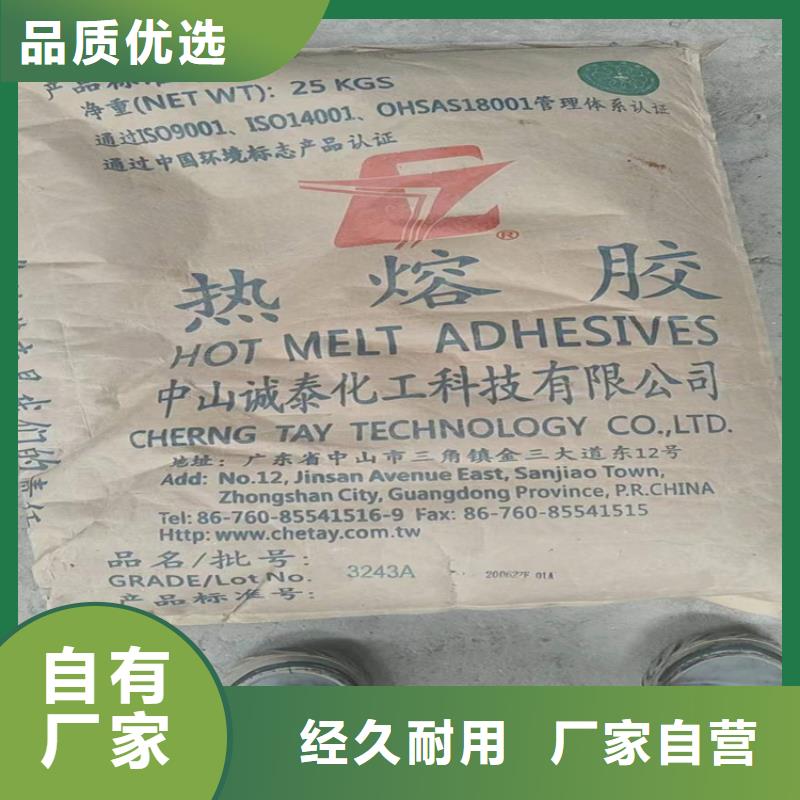 品质优选
产品标准
净重(NET WT): 25 KGS
通过ISO9001、ISO14001、OHSAS18001管理体系认证
通过中国环境标志产品认证
®
热熔胶
HOT MELT ADHESIVES
中山诚泰化工科技有限公司
CHERNG TAY TECHNOLOGY CO.,LTD.
地址: 广东省中山市三角镇金三大道东12号
Add: No.12, Jinsan Avenue East, Sanjiao Town,
Zhongshan City, Guangdong Province, P.R.CHINA
Tel: 86-760-85541516-9 Fax: 86-760-85541515
Http: www.chetay.com.tw
品名/批号:
GRADE/Lot No. 3243A 200627F 01A
产品标准号:
我们的责任
自有
厂家
经久耐用 厂家自营